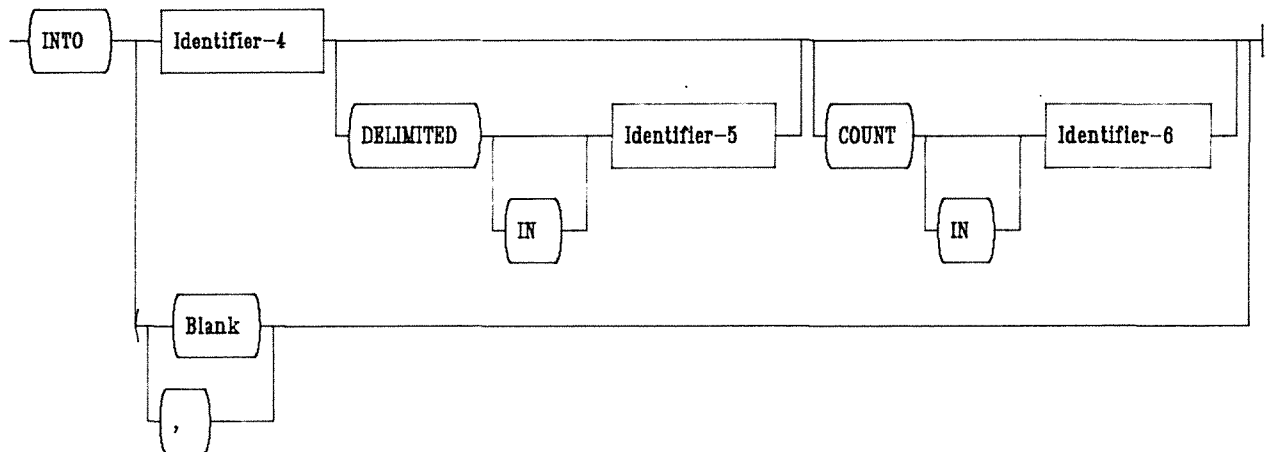 INTO Identifier-4
DELIMITED Identifier-5 COUNT Identifier-6
IN IN
Blank
,